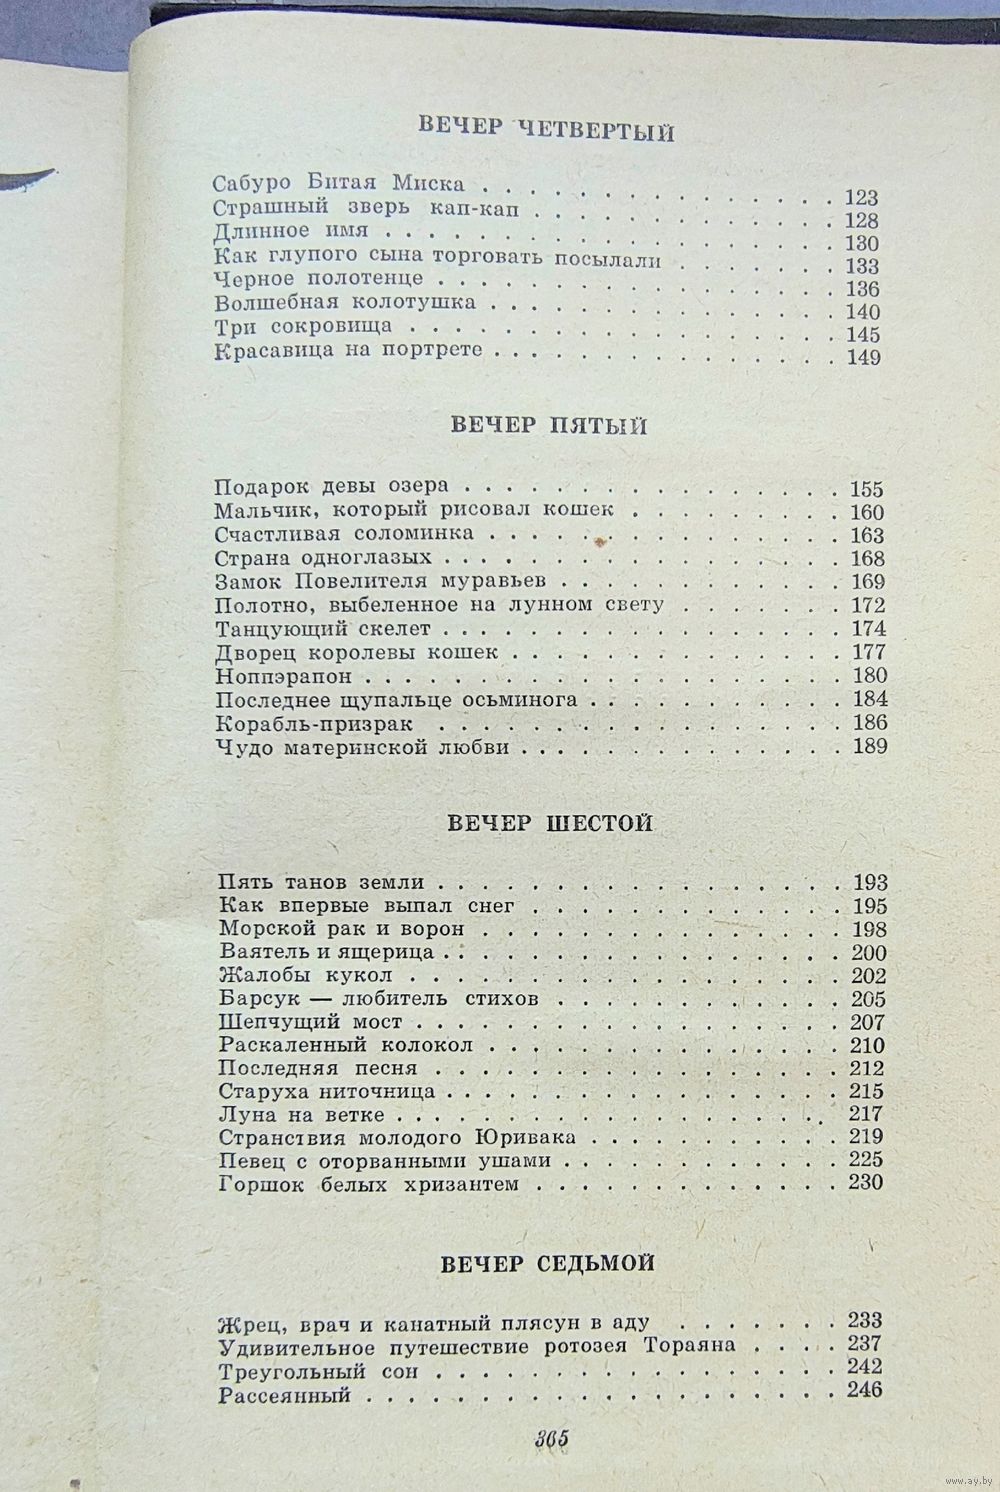 ВЕЧЕР ЧЕТВЕРТЫЙ
Сабуро Битая Миска . . . . . . . . . . . . . . . 123
Страшный зверь кап-кап . . . . . . . . . . . . . 128
Длинное имя . . . . . . . . . . . . . . . . . . . 130
Как глупого сына торговать посылали . . . . . . . 133
Черное полотенце . . . . . . . . . . . . . . . . . 136
Волшебная колотушка . . . . . . . . . . . . . . . 140
Три сокровища . . . . . . . . . . . . . . . . . . 145
Красавица на портрете . . . . . . . . . . . . . . 149
ВЕЧЕР ПЯТЫЙ
Подарок девы озера . . . . . . . . . . . . . . . . 155
Мальчик, который рисовал кошек . . . . . . . . . 160
Счастливая соломинка . . . . . . . . . . . . . . . 163
Страна одноглазых . . . . . . . . . . . . . . . . . 168
Замок Повелителя муравьев . . . . . . . . . . . . 169
Полотно, выбеленное на лунном свету . . . . . . . 172
Танцующий скелет . . . . . . . . . . . . . . . . . 174
Дворец королевы кошек . . . . . . . . . . . . . . 177
Ноппэрапон . . . . . . . . . . . . . . . . . . . . 180
Последнее щупальце осьминога . . . . . . . . . . . 184
Корабль-призрак . . . . . . . . . . . . . . . . . 186
Чудо материнской любви . . . . . . . . . . . . . . 189
ВЕЧЕР ШЕСТОЙ
Пять танов земли . . . . . . . . . . . . . . . . . 193
Как впервые выпал снег . . . . . . . . . . . . . 195
Морской рак и ворон . . . . . . . . . . . . . . . 198
Ваятель и ящерица . . . . . . . . . . . . . . . . . 200
Жалобы кукол . . . . . . . . . . . . . . . . . . 202
Барсук — любитель стихов . . . . . . . . . . . . 205
Шепчущий мост . . . . . . . . . . . . . . . . . . 207
Раскаленный колокол . . . . . . . . . . . . . . . 210
Последняя песня . . . . . . . . . . . . . . . . . 212
Старуха ниточница . . . . . . . . . . . . . . . . . 215
Луна на ветке . . . . . . . . . . . . . . . . . . . 217
Странствия молодого Юривака . . . . . . . . . . . 219
Певец с оторванными ушами . . . . . . . . . . . . 225
Горшок белых хризантем . . . . . . . . . . . . . 230
ВЕЧЕР СЕДЬМОЙ
Жрец, врач и канатный плясун в аду . . . . . . . 233
Удивительное путешествие ротозея Тораяна . . . . 237
Треугольный сон . . . . . . . . . . . . . . . . . 242
Рассеянный . . . . . . . . . . . . . . . . . . . . 246
365
www.ay.by